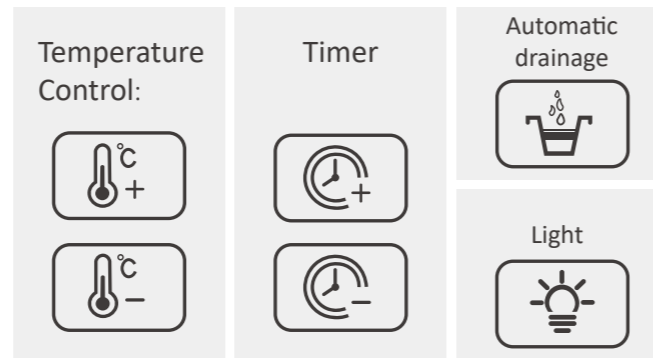 Temperature
Control:
℃
+
℃
−
Timer
+
−
Automatic
drainage
Light